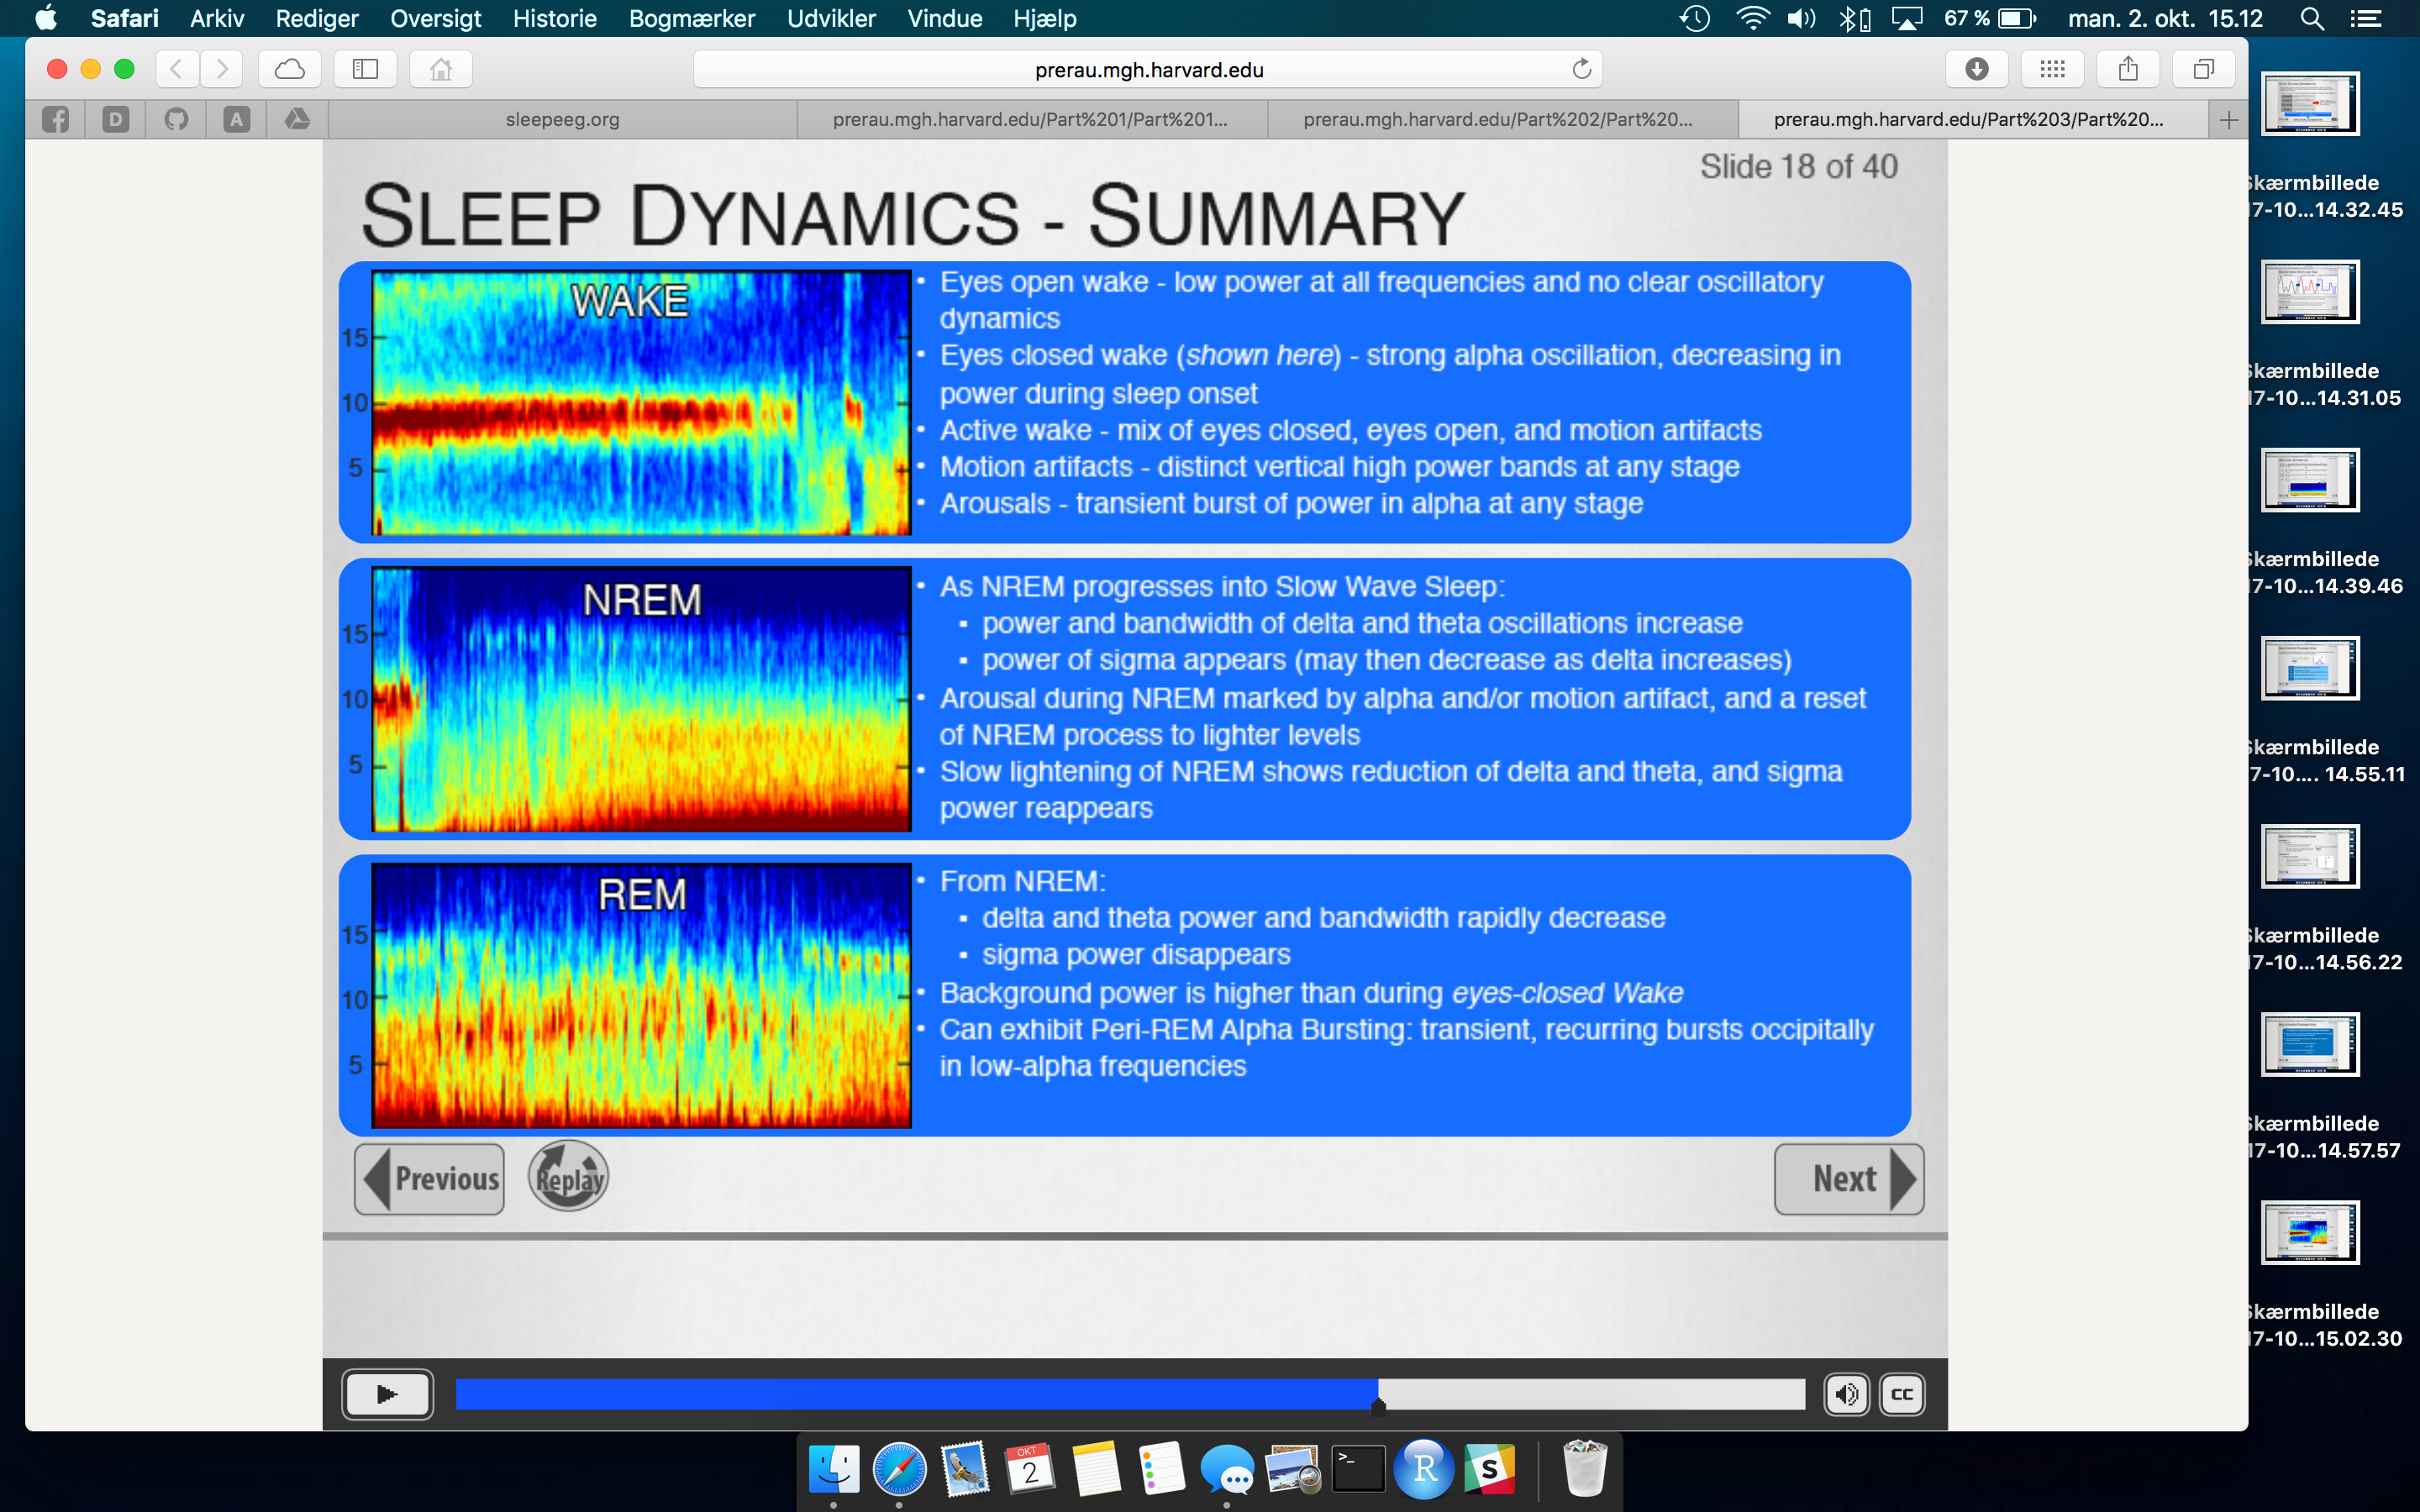 Safari Arkiv Rediger Oversigt Historie Bogmærker Udvikler Vindue Hjælp 67 % man. 2. okt. 15.12
prerau.mgh.harvard.edu
sleepeeg.org prerau.mgh.harvard.edu/Part%201/Part%201... prerau.mgh.harvard.edu/Part%202/Part%20... prerau.mgh.harvard.edu/Part%203/Part%20...
Slide 18 of 40
SLEEP DYNAMICS - SUMMARY
WAKE
15
10
5
• Eyes open wake - low power at all frequencies and no clear oscillatory
dynamics
• Eyes closed wake (shown here) - strong alpha oscillation, decreasing in
power during sleep onset
• Active wake - mix of eyes closed, eyes open, and motion artifacts
• Motion artifacts - distinct vertical high power bands at any stage
• Arousals - transient burst of power in alpha at any stage
NREM
15
10
5
• As NREM progresses into Slow Wave Sleep:
▪ power and bandwidth of delta and theta oscillations increase
▪ power of sigma appears (may then decrease as delta increases)
• Arousal during NREM marked by alpha and/or motion artifact, and a reset
of NREM process to lighter levels
• Slow lightening of NREM shows reduction of delta and theta, and sigma
power reappears
REM
15
10
5
• From NREM:
▪ delta and theta power and bandwidth rapidly decrease
▪ sigma power disappears
• Background power is higher than during eyes-closed Wake
• Can exhibit Peri-REM Alpha Bursting: transient, recurring bursts occipitally
in low-alpha frequencies
Previous
Replay
Next
CC
Skærmbillede
17-10...14.32.45
Skærmbillede
17-10...14.31.05
Skærmbillede
17-10...14.39.46
Skærmbillede
7-10.... 14.55.11
Skærmbillede
17-10...14.56.22
Skærmbillede
17-10...14.57.57
Skærmbillede
17-10...15.02.30
OKT
2
R
S
D
A